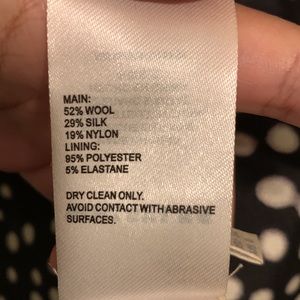 MAIN:
52% WOOL
29% SILK
19% NYLON
LINING:
95% POLYESTER
5% ELASTANE
DRY CLEAN ONLY.
AVOID CONTACT WITH ABRASIVE
SURFACES.